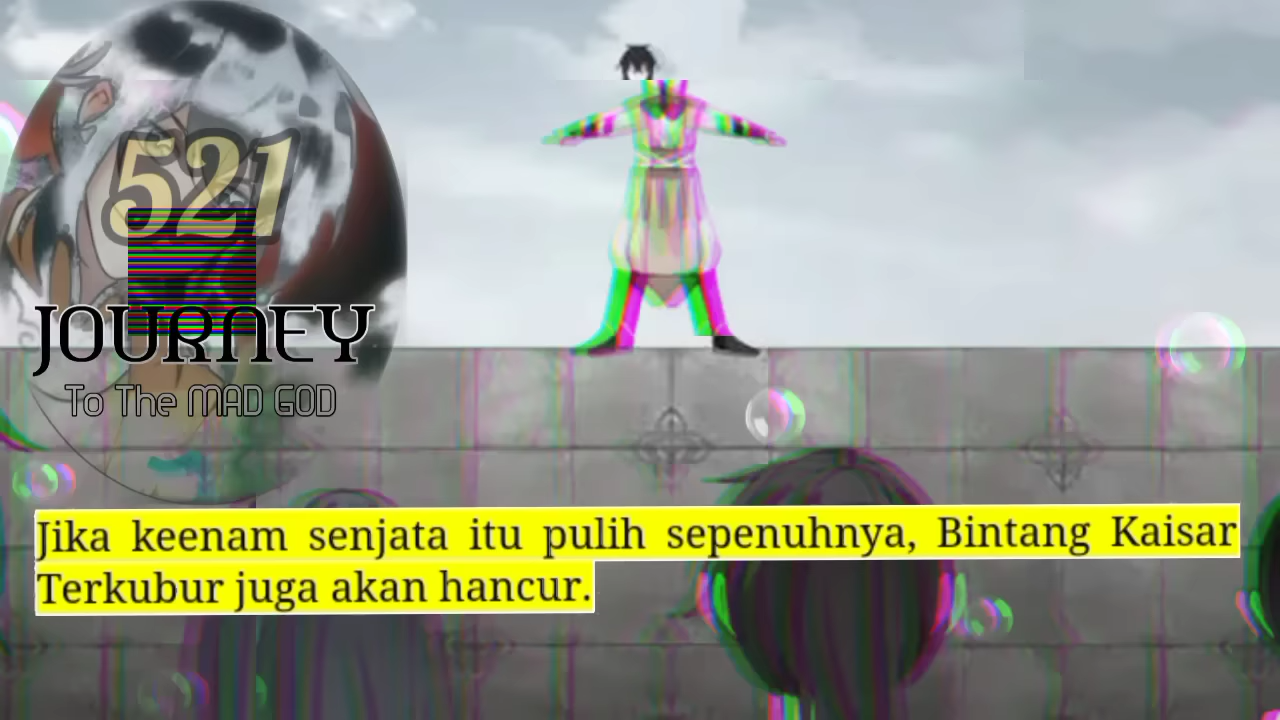 521
JOURNEY
To The MAD GOD
Jika keenam senjata itu pulih sepenuhnya, Bintang Kaisar
Terkubur juga akan hancur.